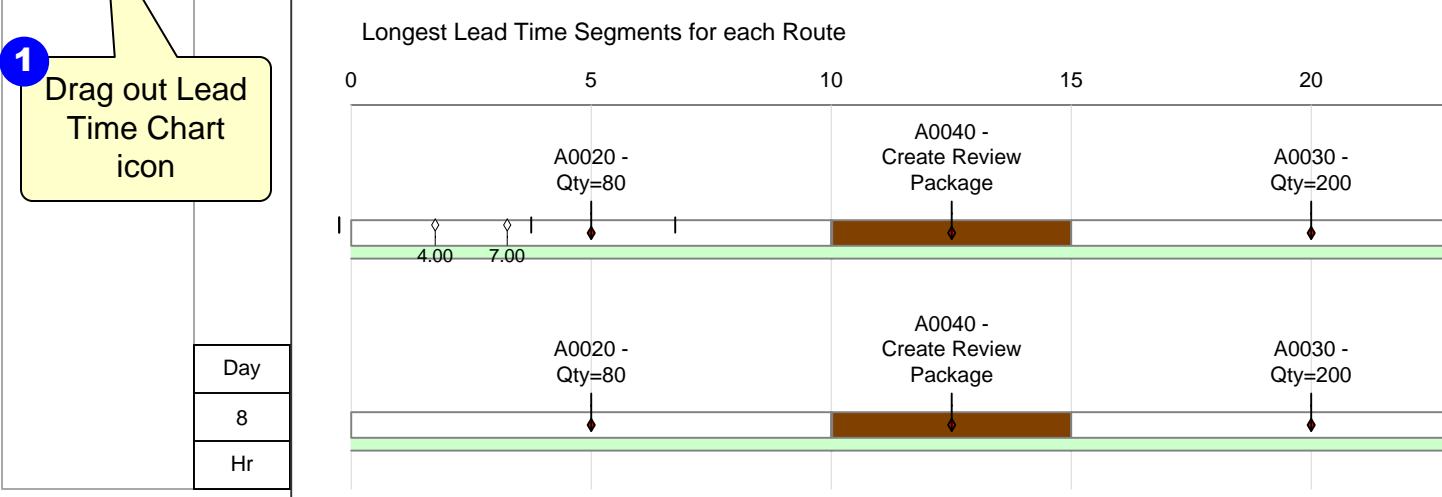 Longest Lead Time Segments for each Route
1
Drag out Lead
Time Chart
icon
0 5 10 15 20
A0020 -
Qty=80
A0040 -
Create Review
Package
A0030 -
Qty=200
4.00 7.00
A0020 -
Qty=80
A0040 -
Create Review
Package
A0030 -
Qty=200
Day
8
Hr